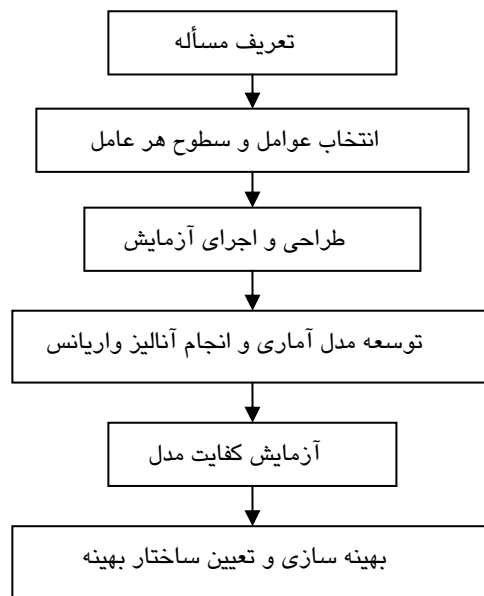 تعریف مسأله
انتخاب عوامل و سطوح هر عامل
طراحی و اجرای آزمایش
توسعه مدل آماری و انجام آنالیز واریانس
آزمایش کفایت مدل
بهینه سازی و تعیین ساختار بهینه